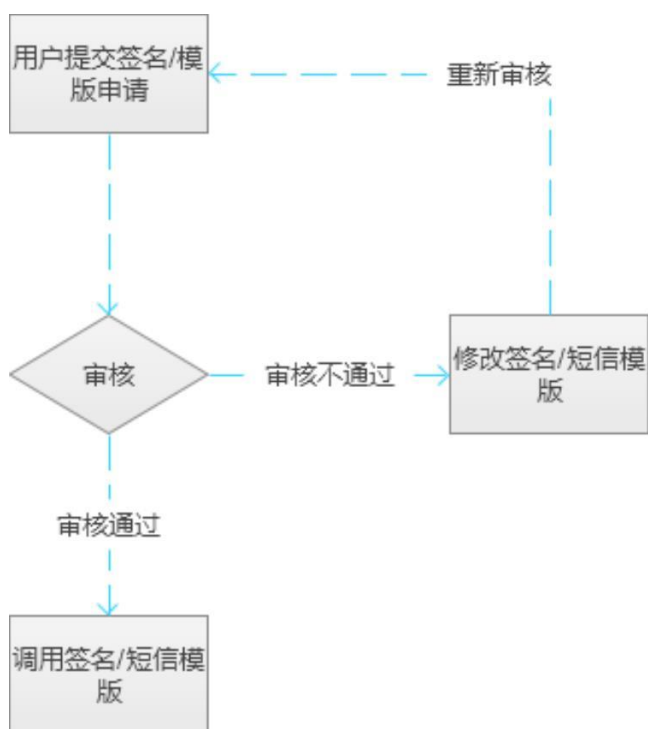 用户提交签名/模
版申请
重新审核
审核
审核不通过
修改签名/短信模
版
审核通过
调用签名/短信模
版